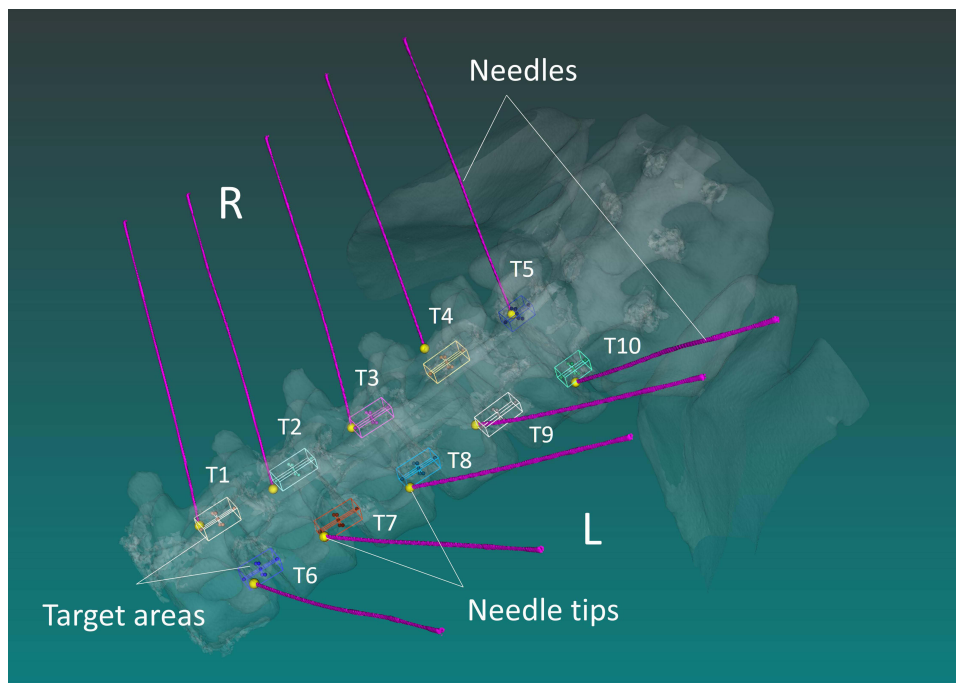 Needles
R
T5
T4
T10
T3
T9
T2
T8
T1
T7
L
T6
Target areas
Needle tips